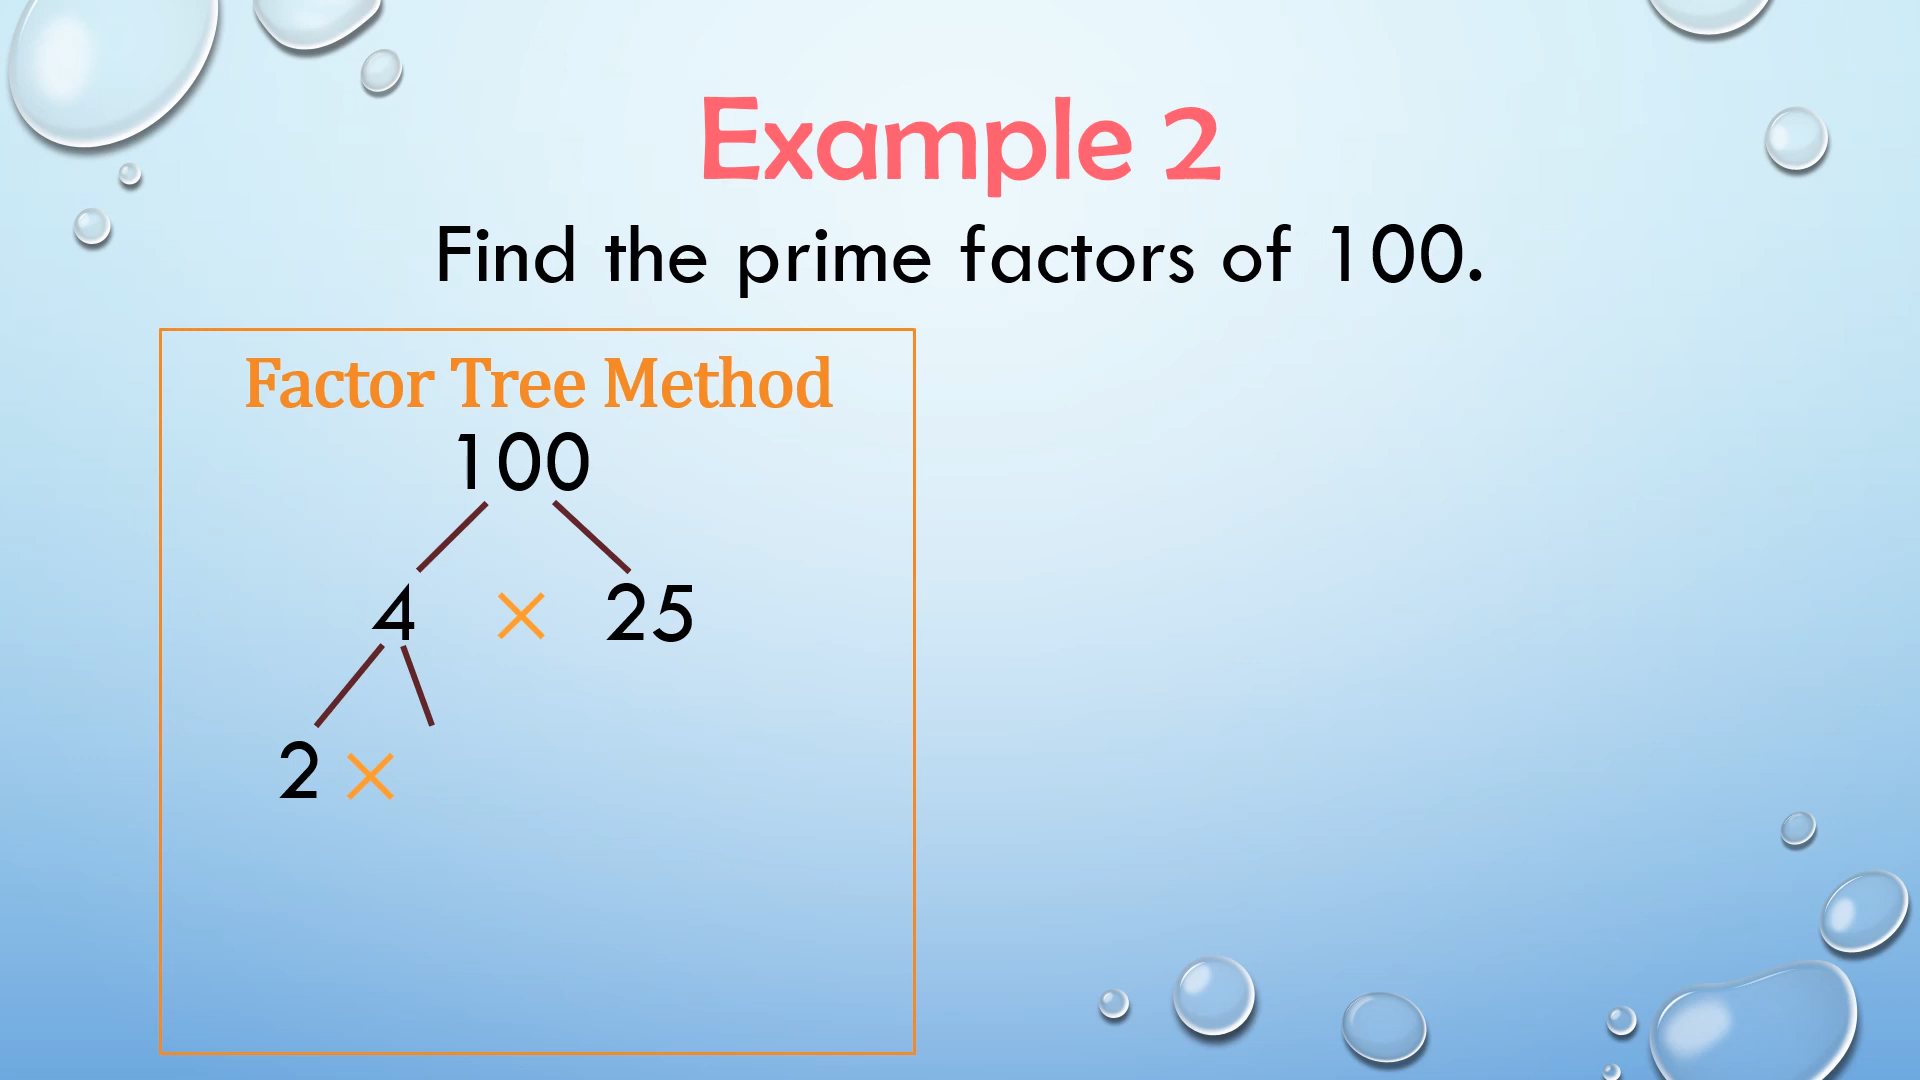 Example 2
Find the prime factors of 100.
Factor Tree Method
100
4 × 25
2 ×